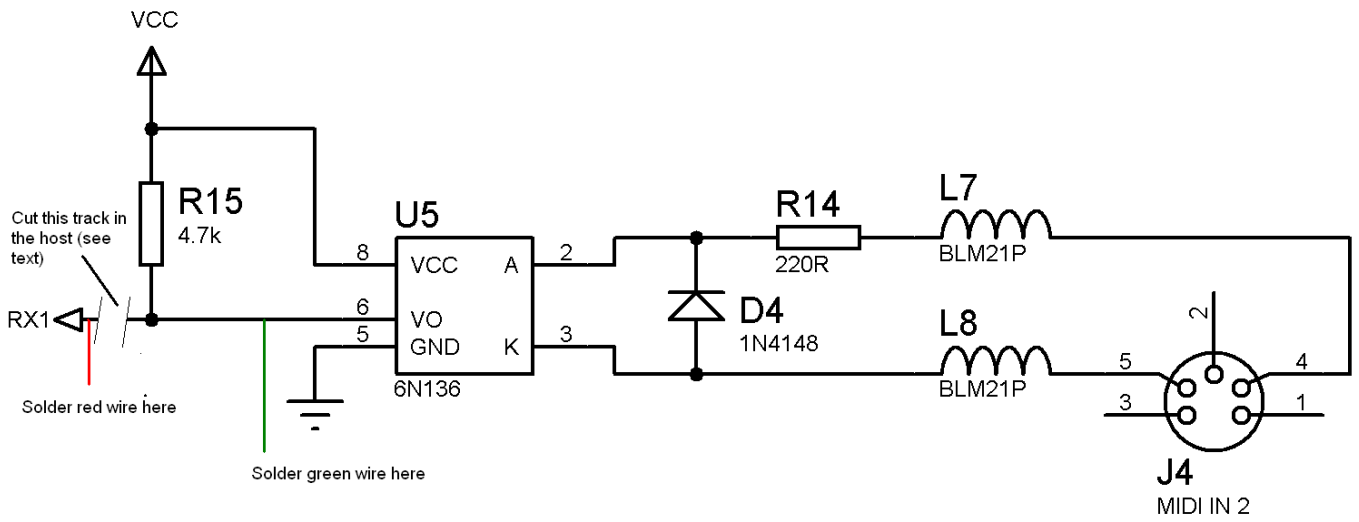 VCC
Cut this track in
the host (see
text)
R15
4.7k
RX1
Solder red wire here
Solder green wire here
U5
8
VCC
A
2
6
VO
5
GND
K
3
6N136
R14
220R
D4
1N4148
L7
BLM21P
L8
BLM21P
2
5
4
3
1
J4
MIDI IN 2